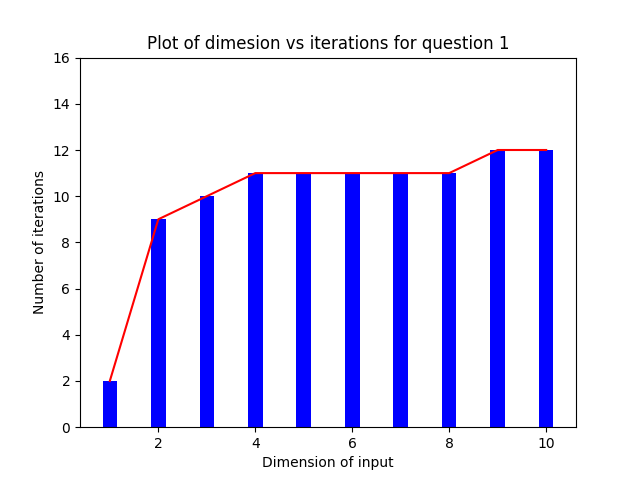 Plot of dimesion vs iterations for question 1
16
14
12
10
8
6
4
2
0
Number of iterations
2 4 6 8 10
Dimension of input